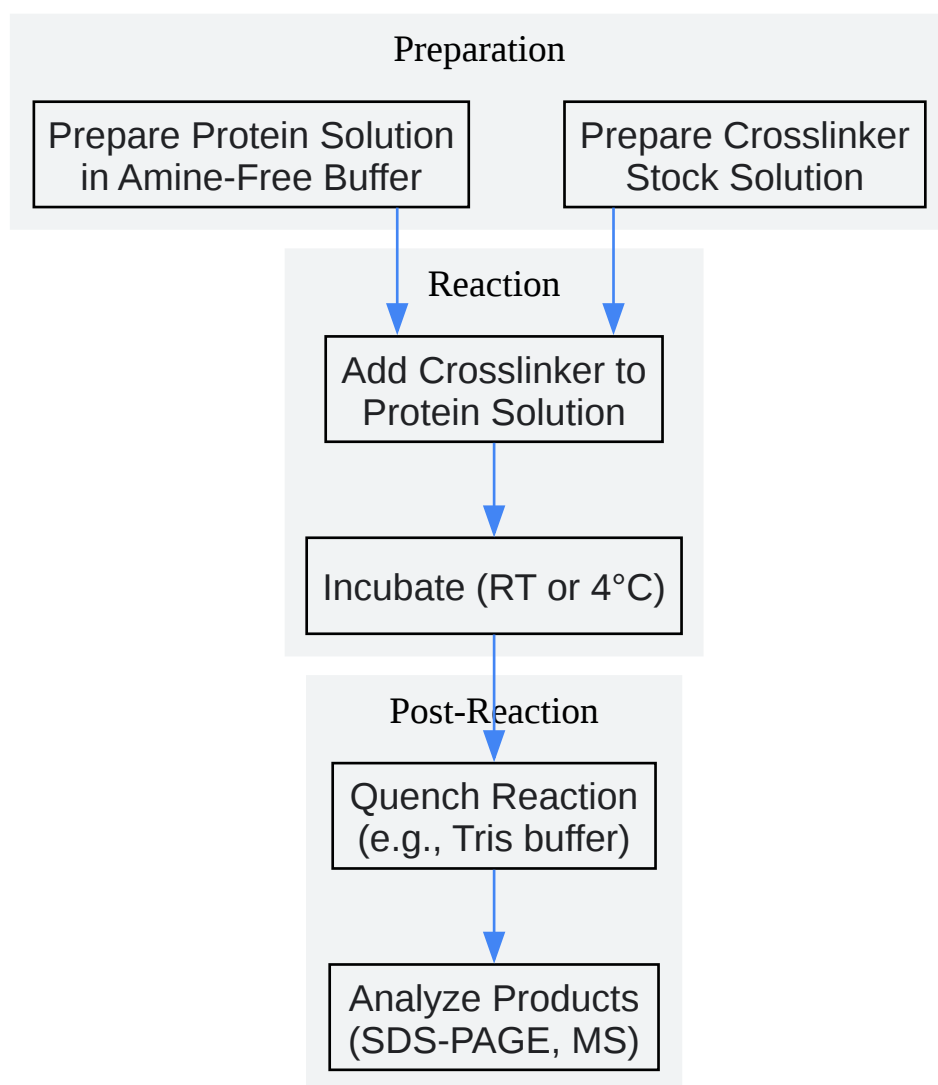 Preparation
Prepare Protein Solution
in Amine-Free Buffer
Prepare Crosslinker
Stock Solution
Reaction
Add Crosslinker to
Protein Solution
Incubate (RT or 4°C)
Post-Reaction
Quench Reaction
(e.g., Tris buffer)
Analyze Products
(SDS-PAGE, MS)